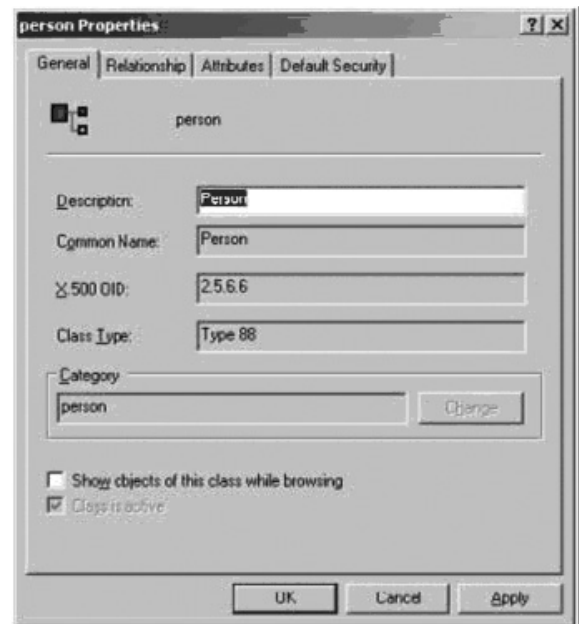 person Properties
General Relationship Attributes Default Security
person
Description: Person
Common Name: Person
X.500 OID: 2.5.6.6
Class Type: Type 88
Category
person Change
Show objects of this class while browsing
Class is active
OK Cancel Apply